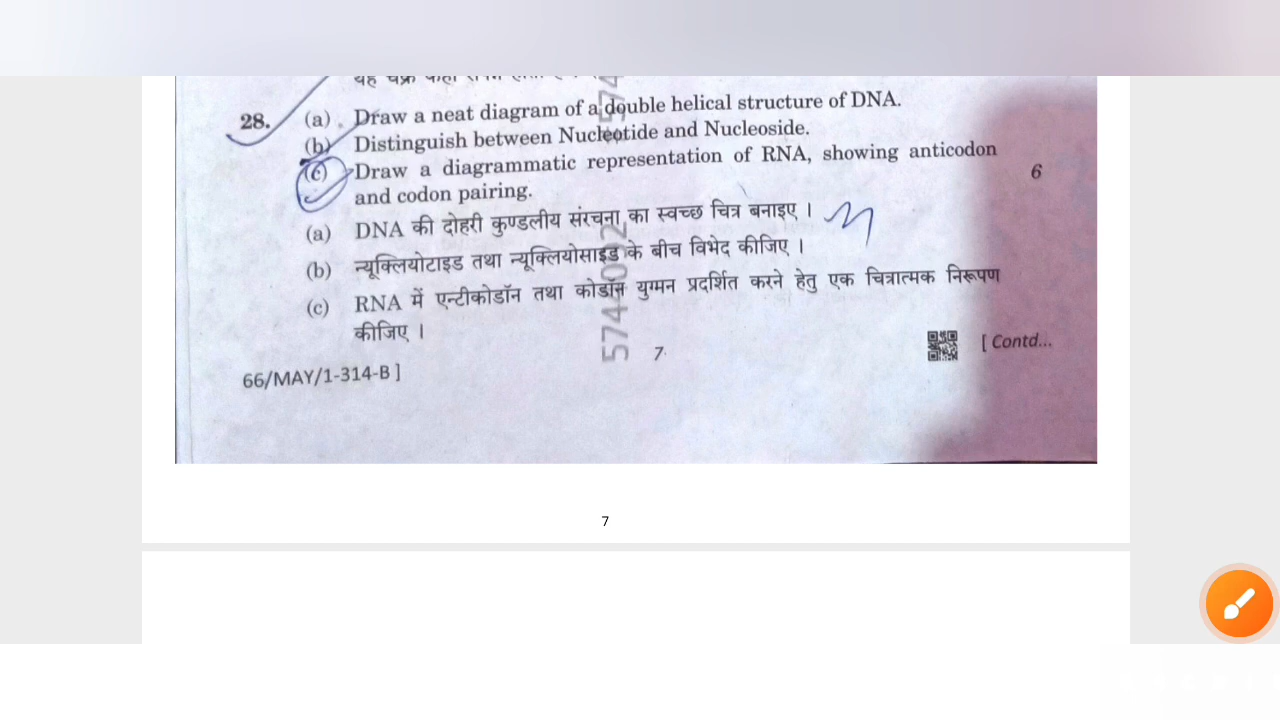 28. (a) Draw a neat diagram of a double helical structure of DNA.
(b) Distinguish between Nucleotide and Nucleoside.
(c) Draw a diagrammatic representation of RNA, showing anticodon
and codon pairing.
6
(a) DNA की दोहरी कुण्डलीय संरचना का स्वच्छ चित्र बनाइए ।
(b) न्यूक्लियोटाइड तथा न्यूक्लियोसाइड के बीच विभेद कीजिए ।
(c) RNA में एन्टीकोडॉन तथा कोडॉन युग्मन प्रदर्शित करने हेतु एक चित्रात्मक निरूपण
कीजिए ।
66/MAY/1-314-B ]
7
[ Contd...
7